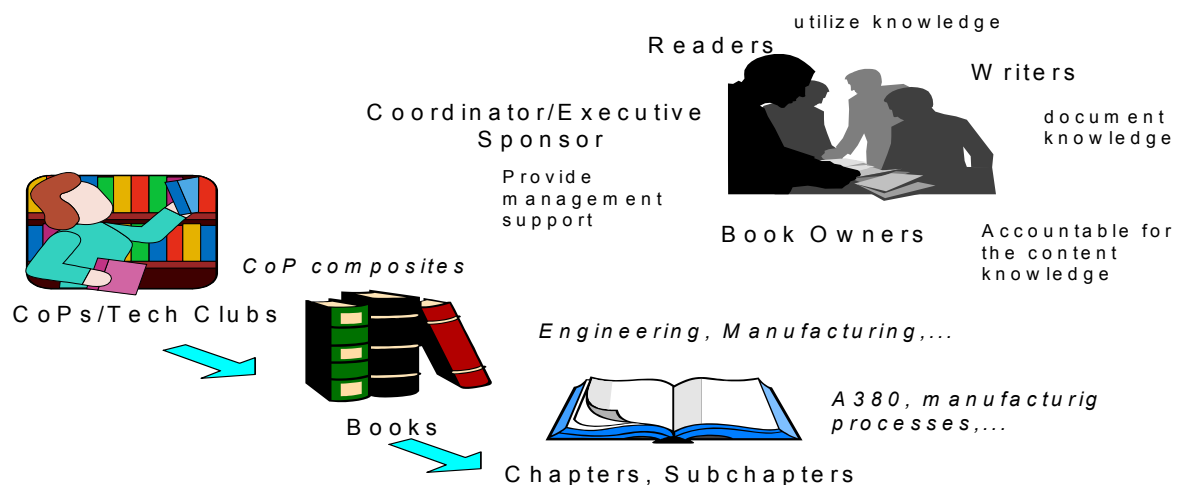 utilize knowledge
Readers
Writers
Coordinator/Executive
Sponsor
document
knowledge
Provide
management
support
Book Owners
Accountable for
the content
knowledge
CoP composites
CoPs/Tech Clubs
Engineering, Manufacturing,...
A380, manufacturig
processes,...
Books
Chapters, Subchapters